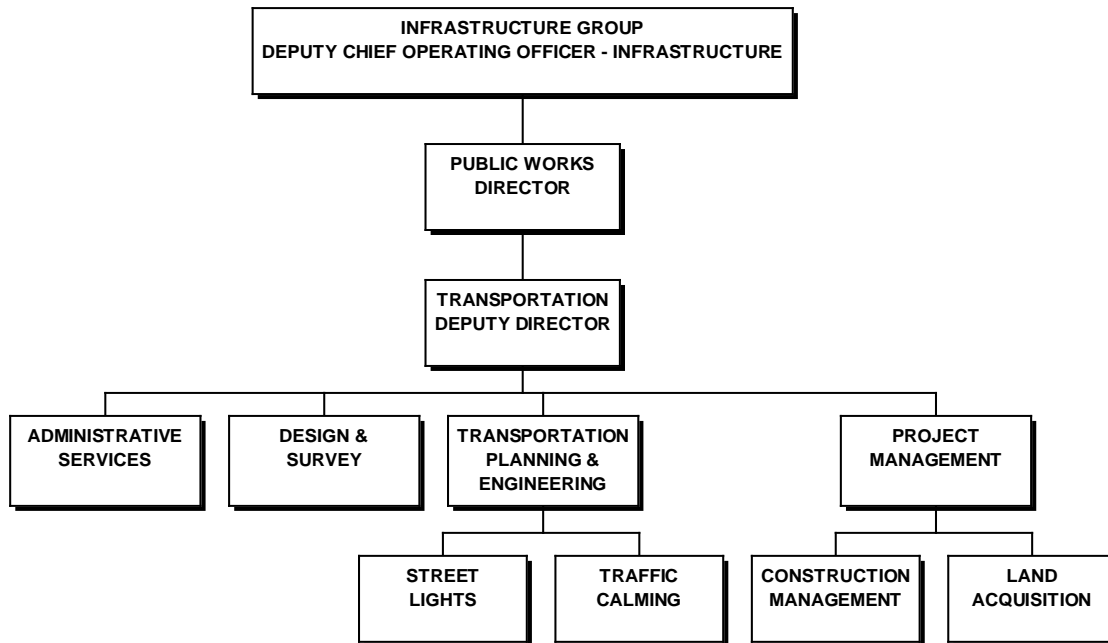 INFRASTRUCTURE GROUP
DEPUTY CHIEF OPERATING OFFICER - INFRASTRUCTURE
PUBLIC WORKS
DIRECTOR
TRANSPORTATION
DEPUTY DIRECTOR
ADMINISTRATIVE
SERVICES
DESIGN &
SURVEY
TRANSPORTATION
PLANNING &
ENGINEERING
PROJECT
MANAGEMENT
STREET
LIGHTS
TRAFFIC
CALMING
CONSTRUCTION
MANAGEMENT
LAND
ACQUISITION